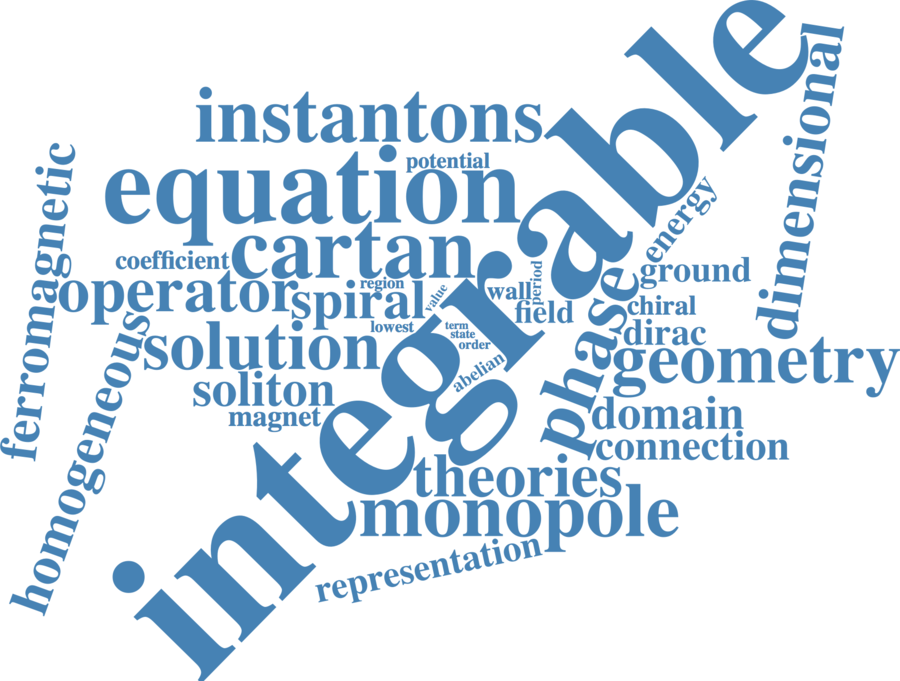 integrable
dimensional
instantons
potential
equation
ferromagnetic
energy
cartan
coefficient
ground
period
region
operator
spiral
value
wall
field
phase
chiral
lowest
term
state
order
dirac
homogeneous
solution
geometry
abelian
soliton
magnet
domain
connection
theories
monopole
representation